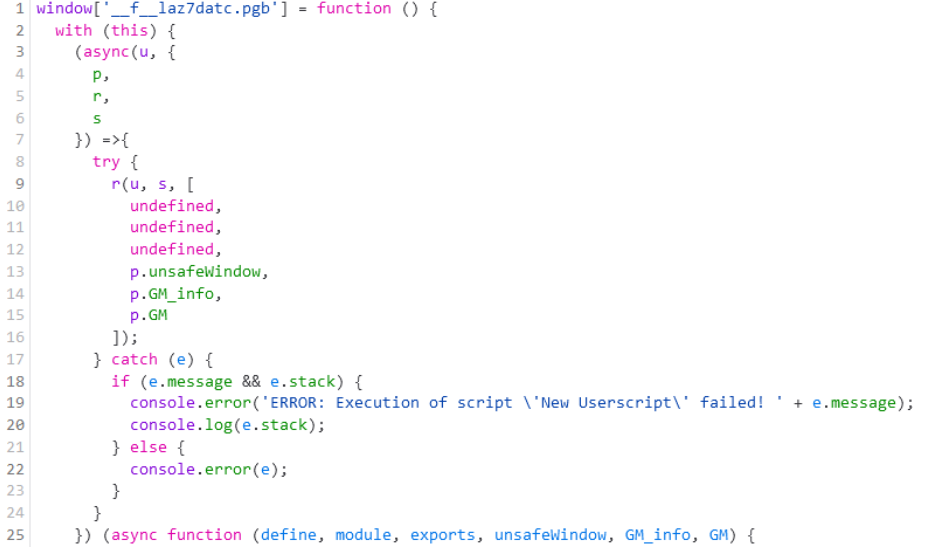 1 window['__f__laz7datc.pgb'] = function () {
2 with (this) {
3 (async(u, {
4 p,
5 r,
6 s
7 }) =>{
8 try {
9 r(u, s, [
10 undefined,
11 undefined,
12 undefined,
13 p.unsafeWindow,
14 p.GM_info,
15 p.GM
16 ]);
17 } catch (e) {
18 if (e.message && e.stack) {
19 console.error('ERROR: Execution of script \'New Userscript\' failed! ' + e.message);
20 console.log(e.stack);
21 } else {
22 console.error(e);
23 }
24 }
25 }) (async function (define, module, exports, unsafeWindow, GM_info, GM) {